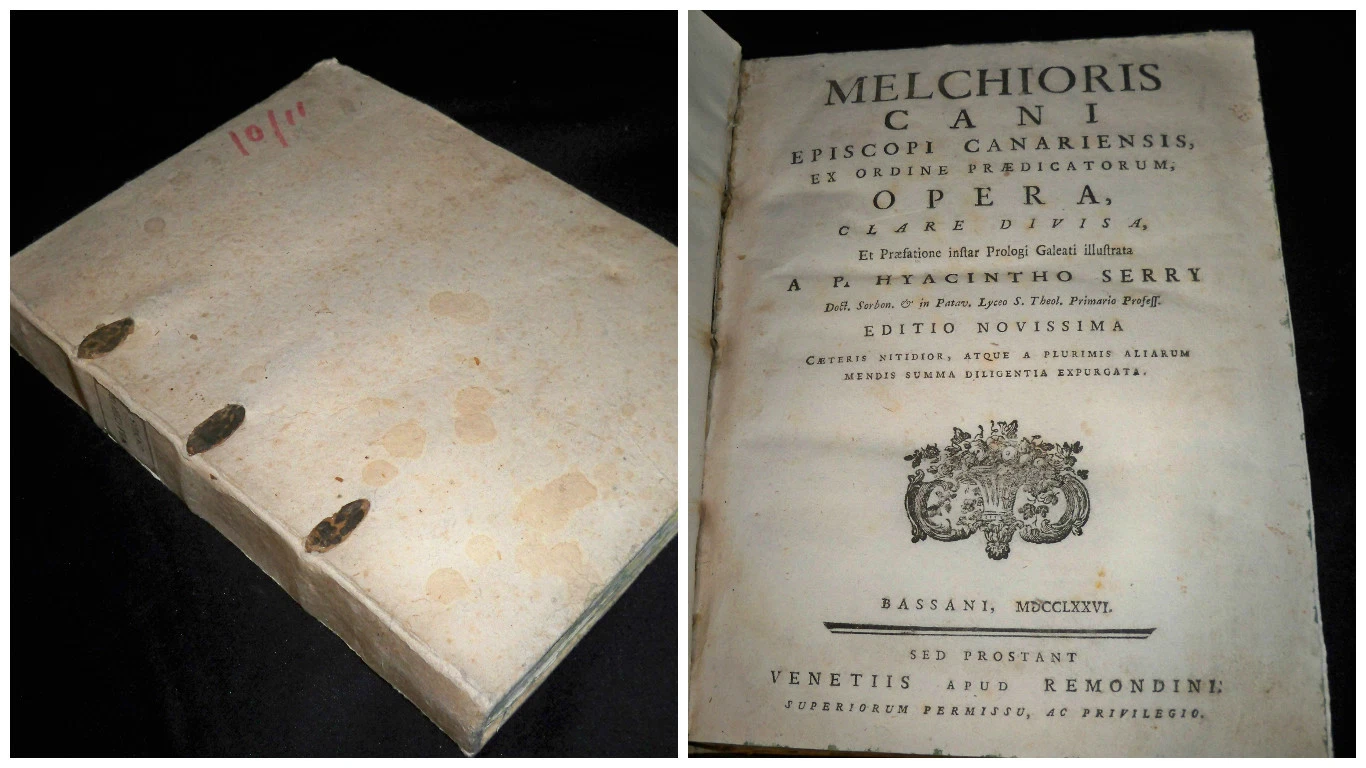 10/11
MELCHIORIS
CANI
EPISCOPI CANARIENSIS,
EX ORDINE PRÆDICATORUM,
OPERA,
CLARE DIVISA,
Et Præfatione inſtar Prologi Galeati illuſtrata
A P. HYACINTHO SERRY
Doct. Sorbon. & in Patav. Lyceo S. Theol. Primario Profeſſ.
EDITIO NOVISSIMA
CÆTERIS NITIDIOR, ATQUE A PLURIMIS ALIARUM
MENDIS SUMMA DILIGENTIA EXPURGATA.
BASSANI, MDCCLXXVI.
SED PROSTANT
VENETIIS APUD REMONDINI.
SUPERIORUM PERMISSU, AC PRIVILEGIO.